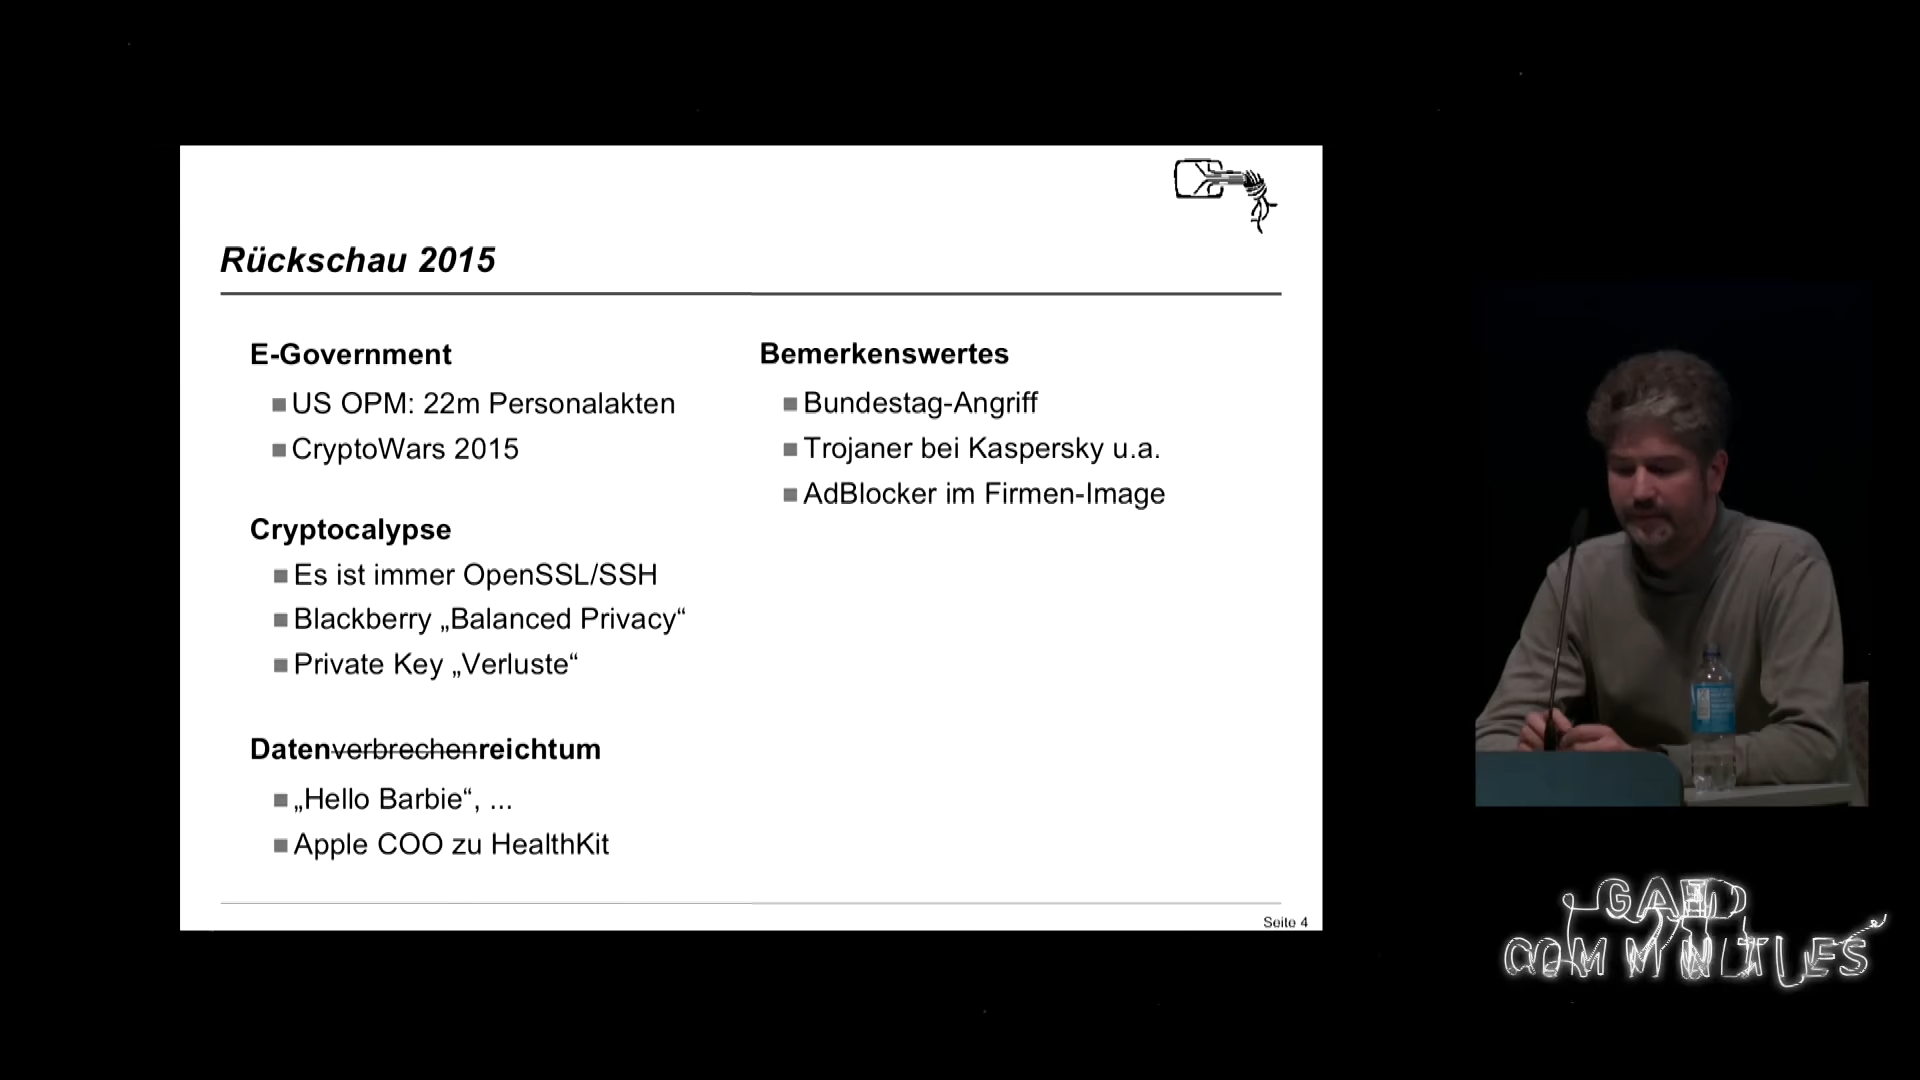 Rückschau 2015
E-Government
US OPM: 22m Personalakten
CryptoWars 2015
Cryptocalypse
Es ist immer OpenSSL/SSH
Blackberry „Balanced Privacy“
Private Key „Verluste“
Datenverbrechenreichtum
„Hello Barbie“, ...
Apple COO zu HealthKit
Bemerkenswertes
Bundestag-Angriff
Trojaner bei Kaspersky u.a.
AdBlocker im Firmen-Image
Seite 4